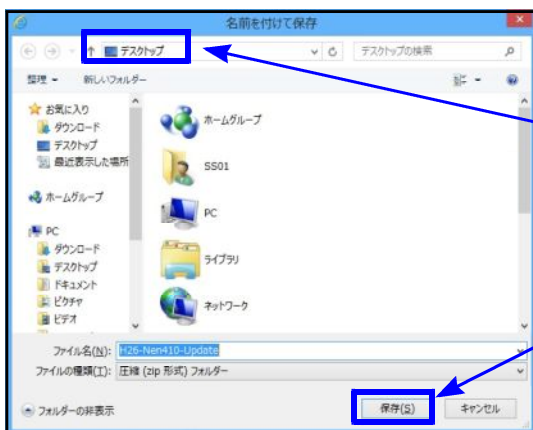 名前を付けて保存
デスクトップ
デスクトップの検索
整理
新しいフォルダー
お気に入り
ダウンロード
デスクトップ
最近表示した場所
ホームグループ
PC
ダウンロード
デスクトップ
ドキュメント
ピクチャ
ビデオ
ホームグループ
SS01
PC
ライブラリ
ネットワーク
ファイル名(N): H26-Nen410-Update
ファイルの種類(T): 圧縮 (zip 形式) フォルダー
フォルダーの非表示
保存(S)
キャンセル